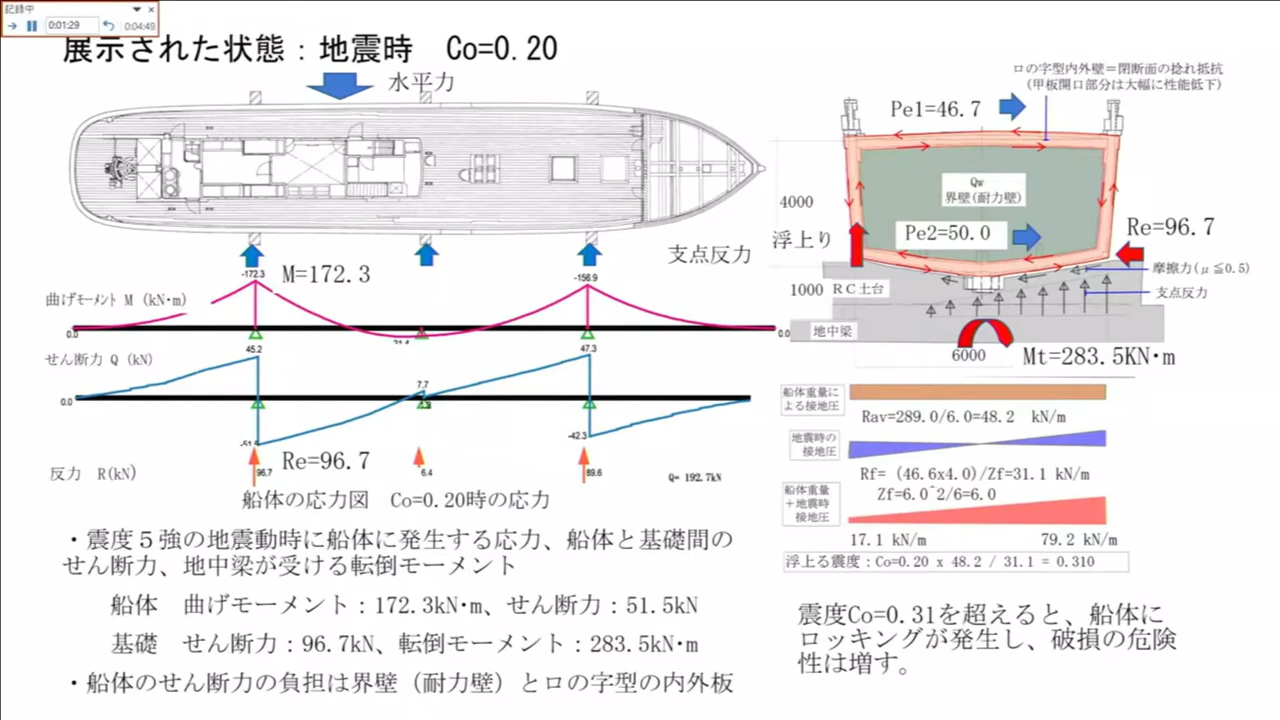 記録中
0:01:29
0:04:49
展示された状態：地震時　Co=0.20
水平力
支点反力
-172.3
M=172.3
-156.9
曲げモーメント M (kN・m)
0.0
0.0
せん断力 Q (kN)
45.2
47.3
7.7
0.0
-42.3
Re=96.7
反力 R(kN)
96.7
6.4
89.6
Q= 192.7kN
船体の応力図　Co=0.20時の応力
・震度５強の地震動時に船体に発生する応力、船体と基礎間の
せん断力、地中梁が受ける転倒モーメント
船体　曲げモーメント：172.3kN・m、せん断力：51.5kN
基礎　せん断力：96.7kN、転倒モーメント：283.5kN・m
・船体のせん断力の負担は界壁（耐力壁）とロの字型の内外板
ロの字型内外壁＝閉断面の捻れ抵抗
（甲板開口部分は大幅に性能低下）
Pe1=46.7
Qw
界壁(耐力壁)
4000
Pe2=50.0
Re=96.7
浮上り
摩擦力(μ≦0.5)
1000
ＲＣ土台
支点反力
地中梁
6000
Mt=283.5KN・m
船体重量に
よる接地圧
Rav=289.0/6.0=48.2　kN/m
地震時の
接地圧
Rf= (46.6x4.0)/Zf=31.1 kN/m
Zf=6.0^2/6=6.0
船体重量
＋地震時
接地圧
17.1 kN/m
79.2 kN/m
浮上る震度：Co=0.20 x 48.2 / 31.1 = 0.310
震度Co=0.31を超えると、船体に
ロッキングが発生し、破損の危険
性は増す。